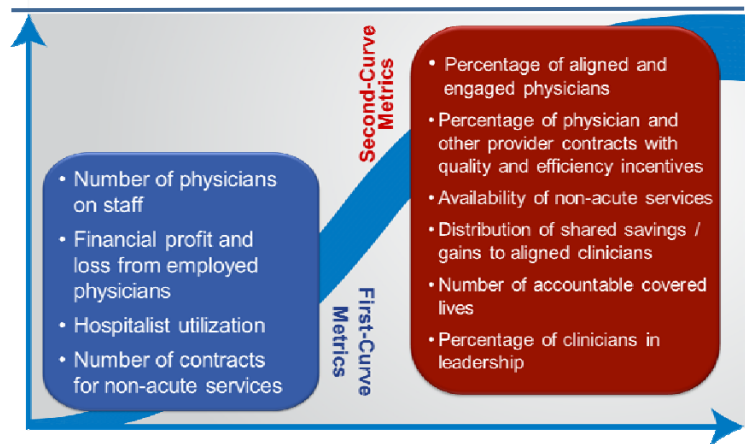 • Number of physicians
on staff
• Financial profit and
loss from employed
physicians
• Hospitalist utilization
• Number of contracts
for non-acute services
First-Curve
Metrics
Second-Curve
Metrics
• Percentage of aligned and
engaged physicians
• Percentage of physician and
other provider contracts with
quality and efficiency incentives
• Availability of non-acute services
• Distribution of shared savings /
gains to aligned clinicians
• Number of accountable covered
lives
• Percentage of clinicians in
leadership